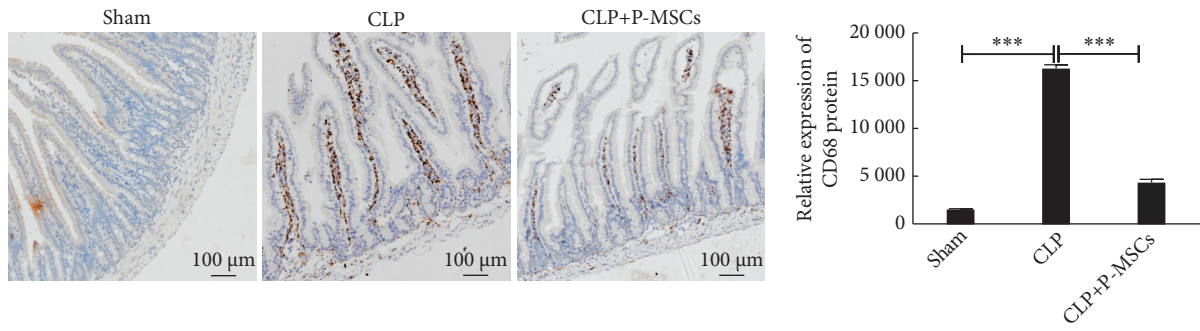 Sham
CLP
CLP+P-MSCs
100 μm
100 μm
100 μm
Relative expression of
CD68 protein
20 000
15 000
10 000
5 000
0
***
***
Sham
CLP
CLP+P-MSCs